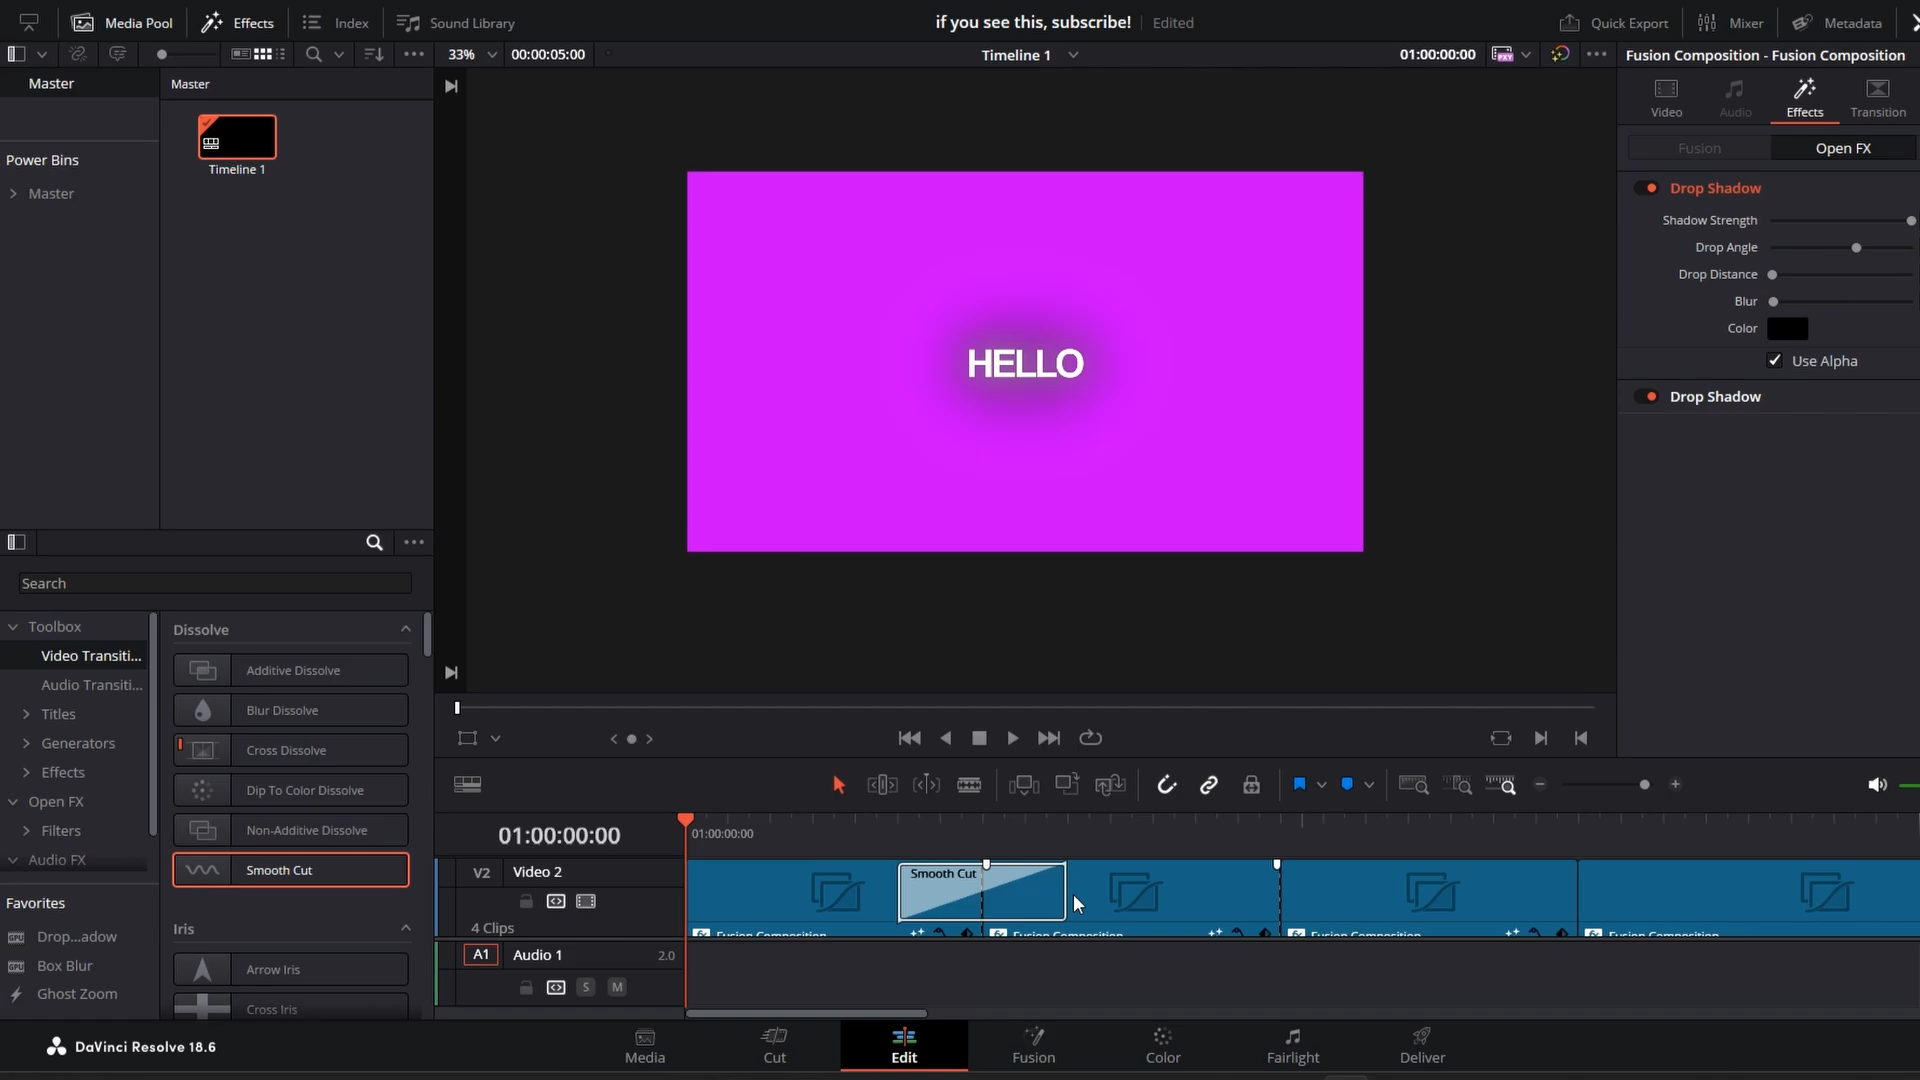 Media Pool
Effects
Index
Sound Library
if you see this, subscribe!
Edited
Quick Export
Mixer
Metadata
33%
00:00:05:00
Timeline 1
01:00:00:00
PXY
Fusion Composition - Fusion Composition
Master
Master
Timeline 1
Power Bins
Master
Video
Audio
Effects
Transition
Fusion
Open FX
Drop Shadow
Shadow Strength
Drop Angle
Drop Distance
Blur
Color
Use Alpha
Drop Shadow
HELLO
Search
Toolbox
Video Transiti...
Audio Transiti...
Titles
Generators
Effects
Open FX
Filters
Audio FX
Favorites
Drop...adow
Box Blur
Ghost Zoom
Dissolve
Additive Dissolve
Blur Dissolve
Cross Dissolve
Dip To Color Dissolve
Non-Additive Dissolve
Smooth Cut
Iris
Arrow Iris
Cross Iris
01:00:00:00
01:00:00:00
V2
Video 2
4 Clips
Smooth Cut
Fusion Composition
Fusion Composition
Fusion Composition
Fusion Composition
A1
Audio 1
2.0
S
M
DaVinci Resolve 18.6
Media
Cut
Edit
Fusion
Color
Fairlight
Deliver